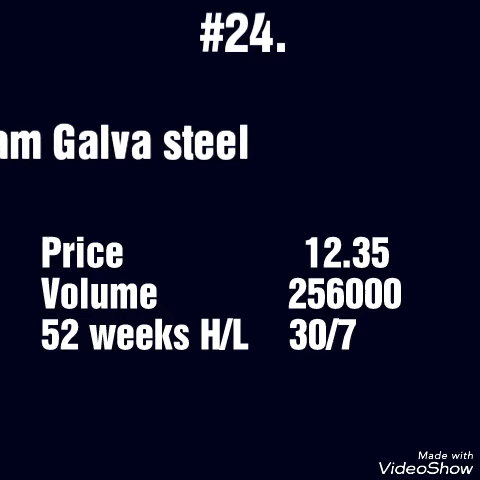 #24.
am Galva steel
Price 12.35
Volume 256000
52 weeks H/L 30/7
Made with
VideoShow